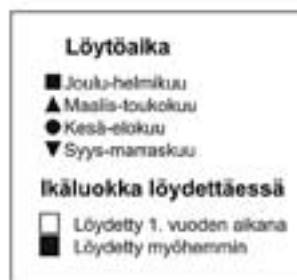 Löytöaika
Joulu-helmikuu
Maalis-toukokuu
Kesä-elokuu
Syys-marraskuu
Ikäluokka löydettäessä
Löydetty 1. vuoden aikana
Löydetty myöhemmin